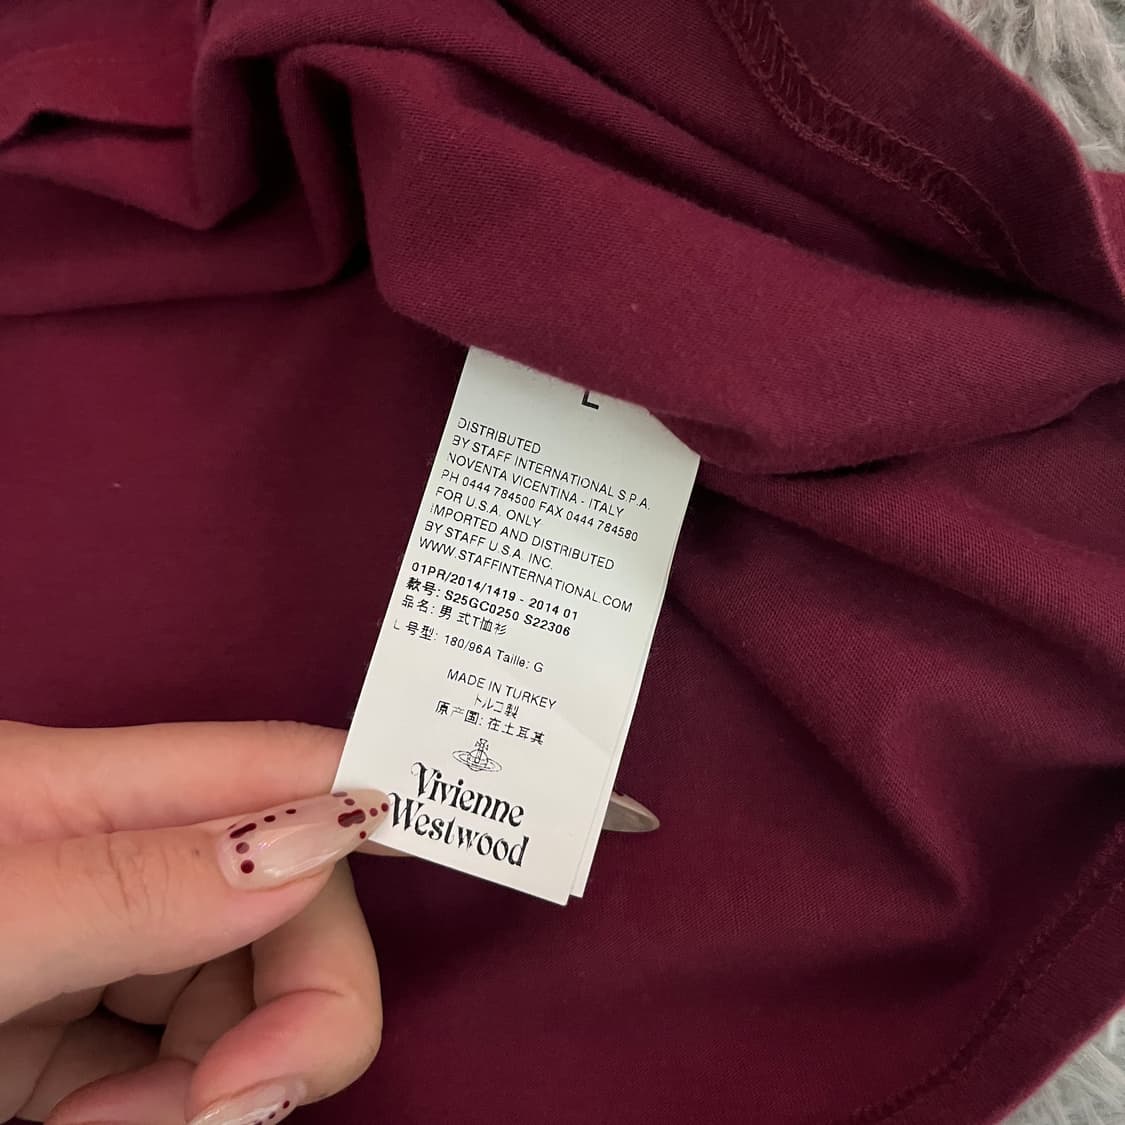 L
DISTRIBUTED
BY STAFF INTERNATIONAL S.P.A.
NOVENTA VICENTINA - ITALY
PH 0444 784500 FAX 0444 784580
FOR U.S.A. ONLY
IMPORTED AND DISTRIBUTED
BY STAFF U.S.A. INC.
WWW.STAFFINTERNATIONAL.COM
01PR/2014/1419 - 2014 01
款号: S25GC0250 S22306
品名: 男式T恤衫
L 号型: 180/96A Taille: G
MADE IN TURKEY
トルコ製
原产国: 在土耳其
Vivienne
Westwood